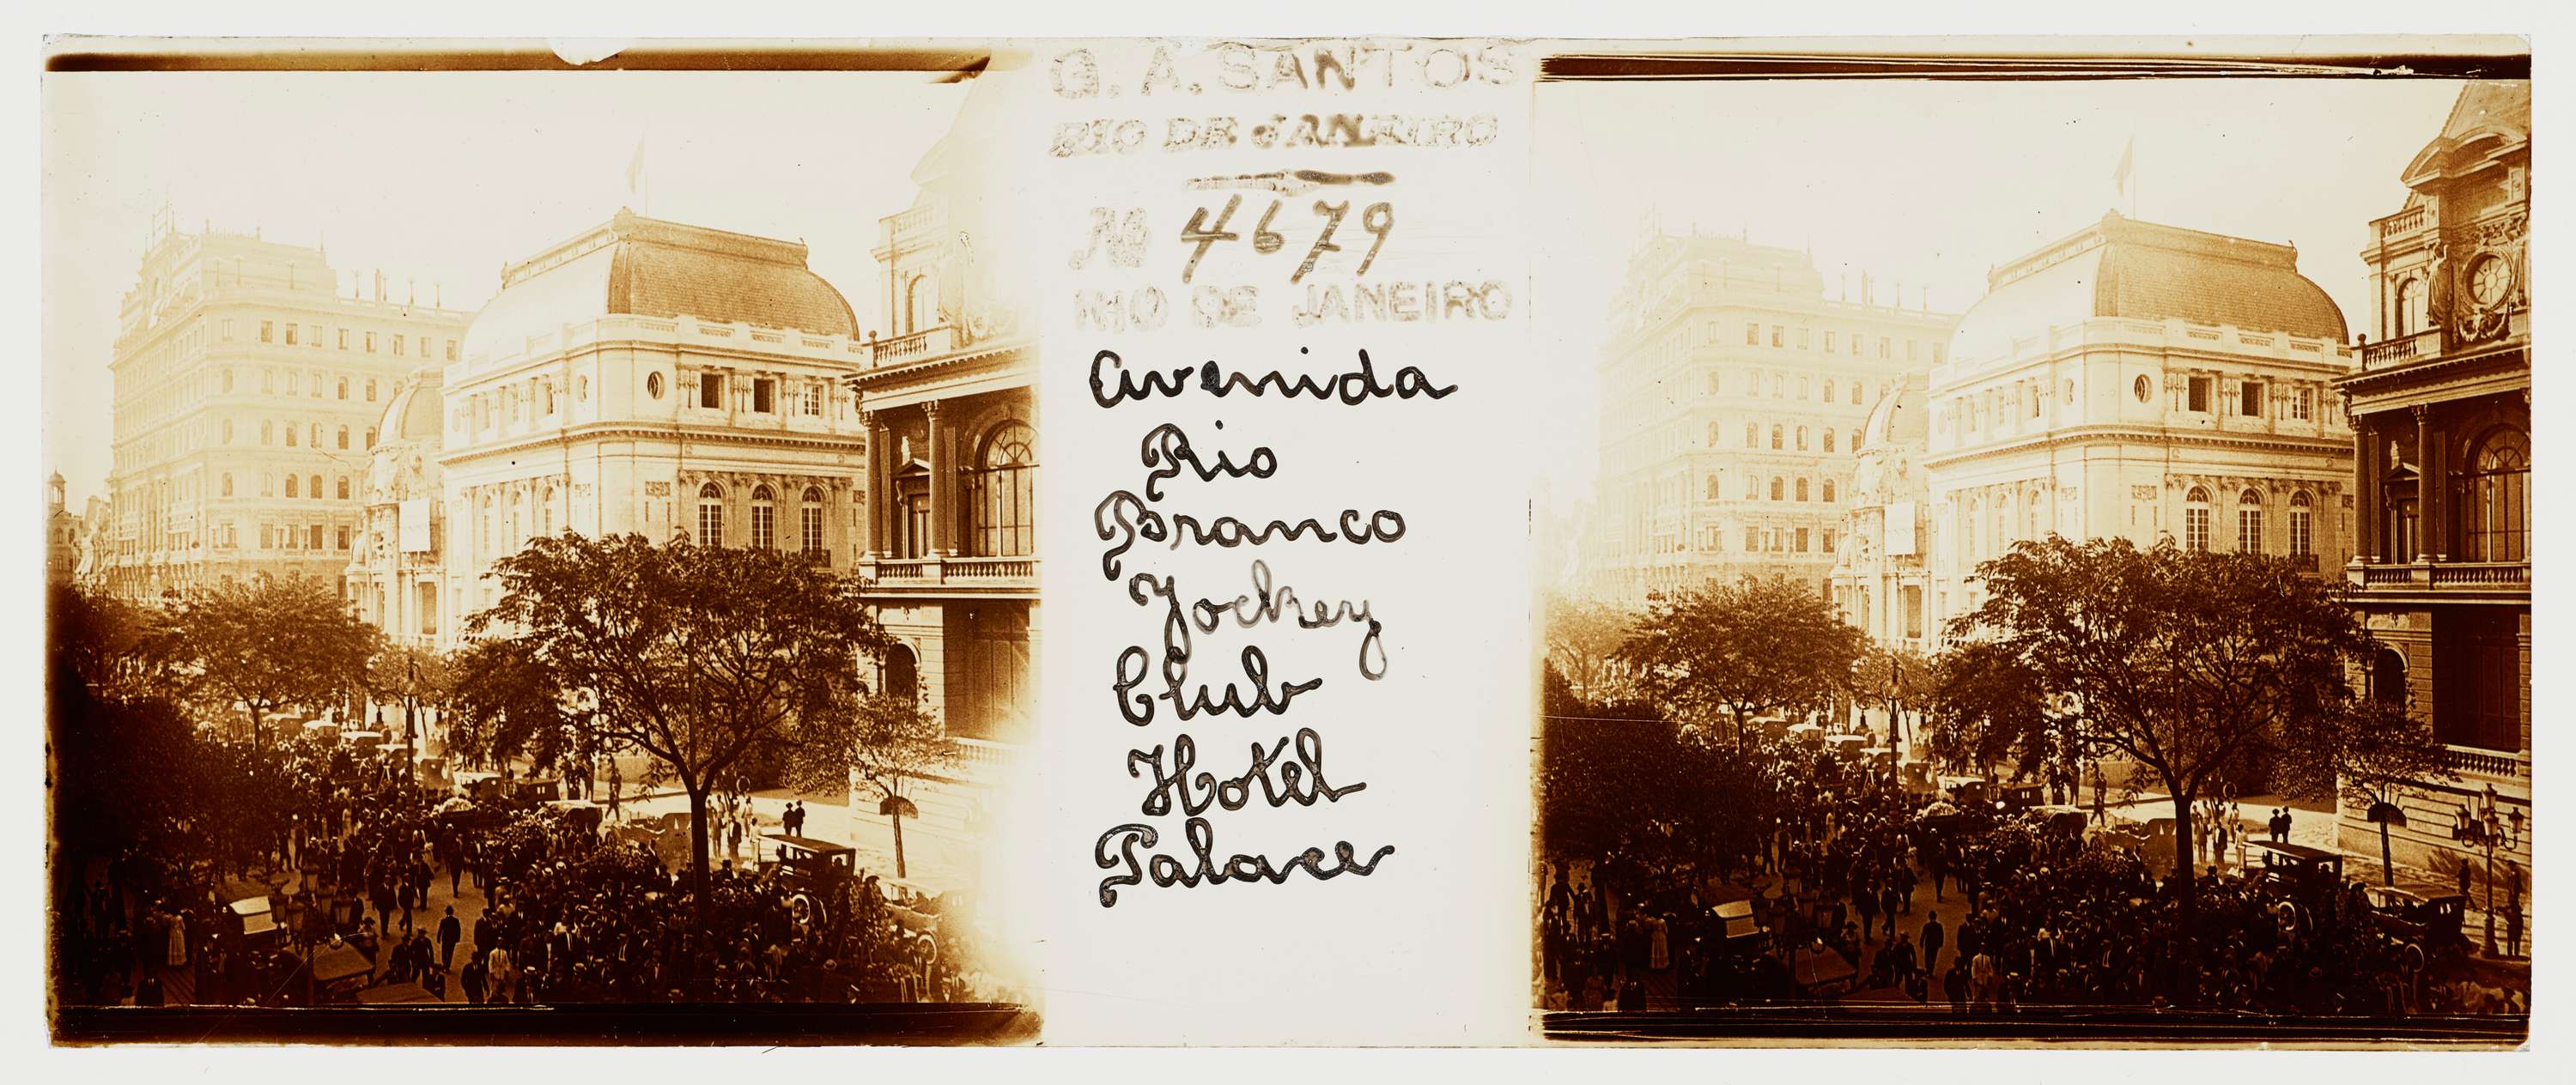 G. A. SANTOS
RIO DE JANEIRO
№ 4679
RIO DE JANEIRO
Avenida
Rio
Branco
Jockey
Club
Hotel
Palace